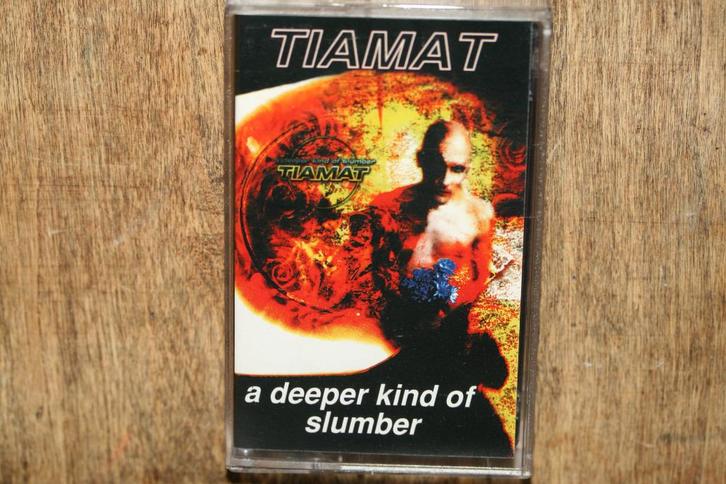 TIAMAT
a deeper kind of slumber
TIAMAT
a deeper kind of
slumber